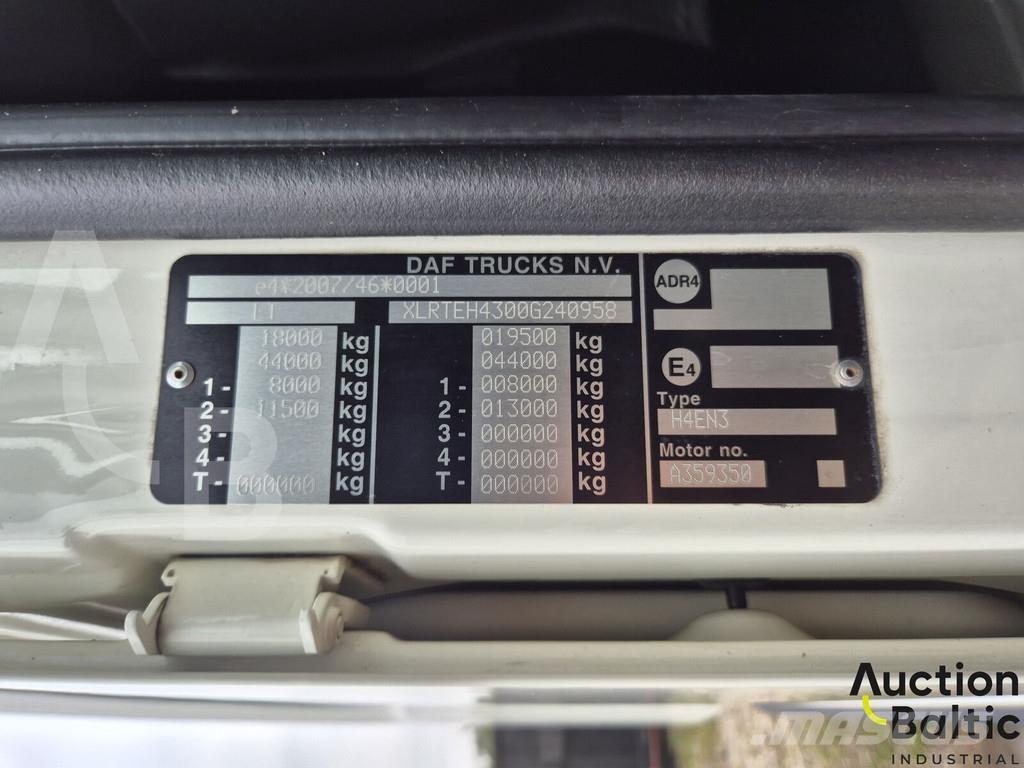 DAF TRUCKS N.V.
e4*2007/46*0001
XLRTEH4300G240958
18000 kg 019500 kg
44000 kg 044000 kg
1- 8000 kg 1- 008000 kg
2- 11500 kg 2- 013000 kg
3- kg 3- 000000 kg
4- kg 4- 000000 kg
T- 000000 kg T- 000000 kg
ADR4
E4
Type
H4EN3
Motor no.
A359350
Auction
Baltic
INDUSTRIAL
MASCUS